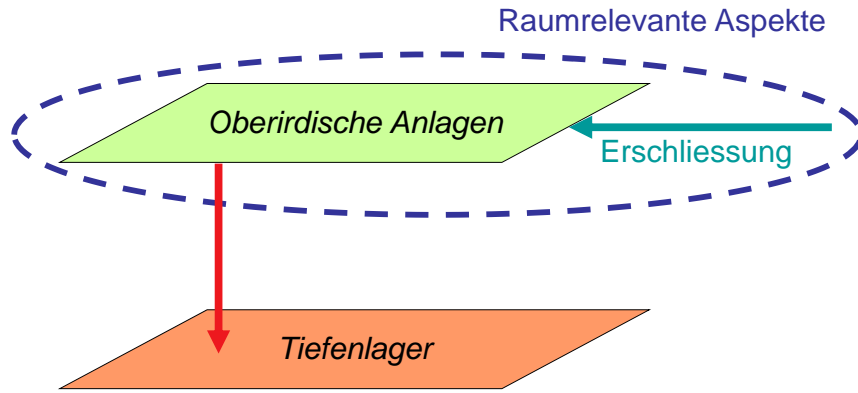 Raumrelevante Aspekte
Oberirdische Anlagen
Erschliessung
Tiefenlager